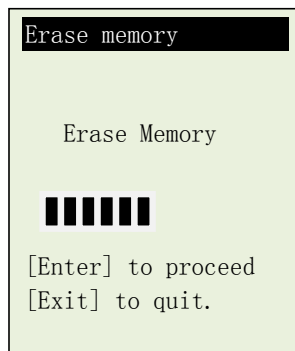 Erase memory
Erase Memory
[Enter] to proceed
[Exit] to quit.